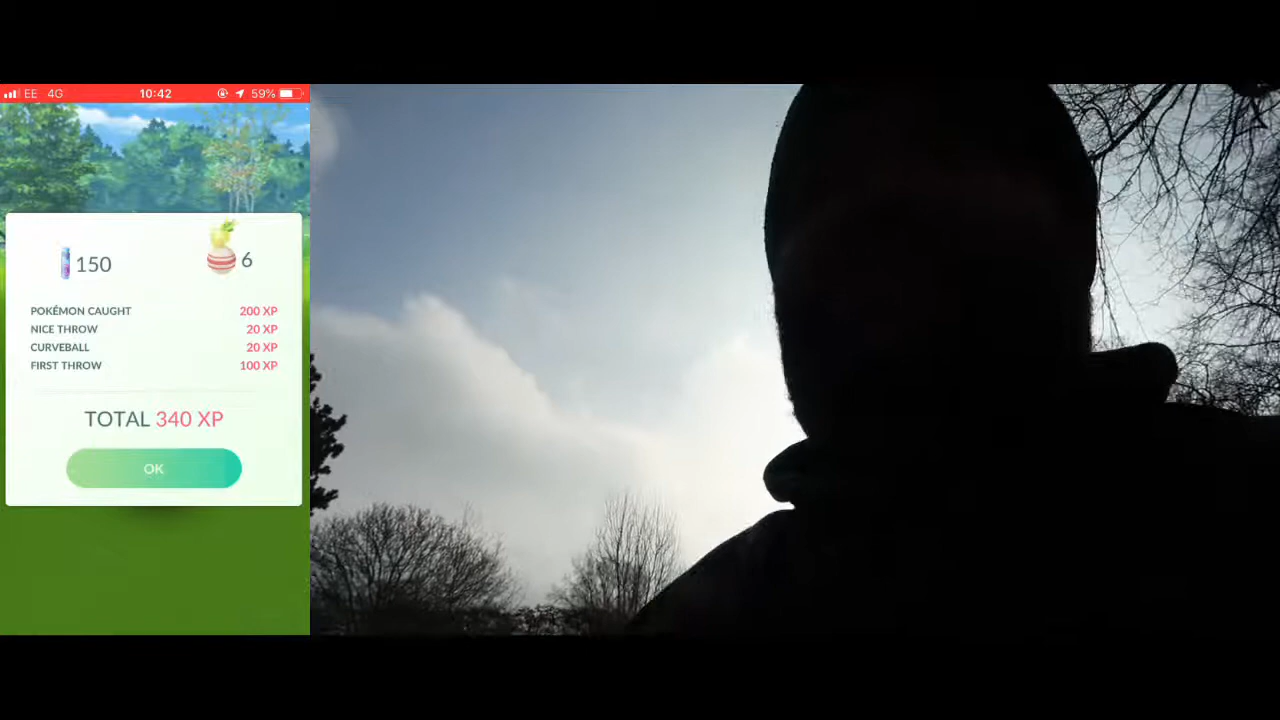 EE 4G 10:42 59%
150 6
POKÉMON CAUGHT 200 XP
NICE THROW 20 XP
CURVEBALL 20 XP
FIRST THROW 100 XP
TOTAL 340 XP
OK